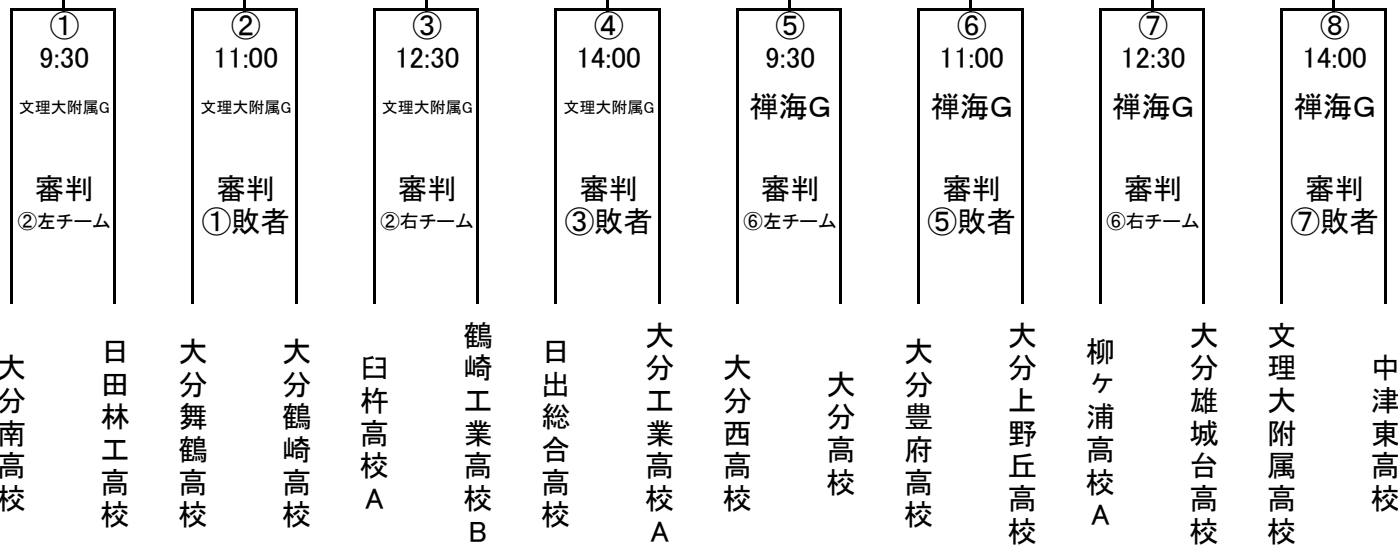 ①
9:30
文理大附属G
審判
②左チーム
②
11:00
文理大附属G
審判
①敗者
③
12:30
文理大附属G
審判
②右チーム
④
14:00
文理大附属G
審判
③敗者
⑤
9:30
禅海G
審判
⑥左チーム
⑥
11:00
禅海G
審判
⑤敗者
⑦
12:30
禅海G
審判
⑥右チーム
⑧
14:00
禅海G
審判
⑦敗者
大分南高校
日田林工高校
大分舞鶴高校
大分鶴崎高校
臼杵高校A
鶴崎工業高校B
日出総合高校
大分工業高校A
大分西高校
大分高校
大分豊府高校
大分上野丘高校
柳ケ浦高校A
大分雄城台高校
文理大附属高校
中津東高校